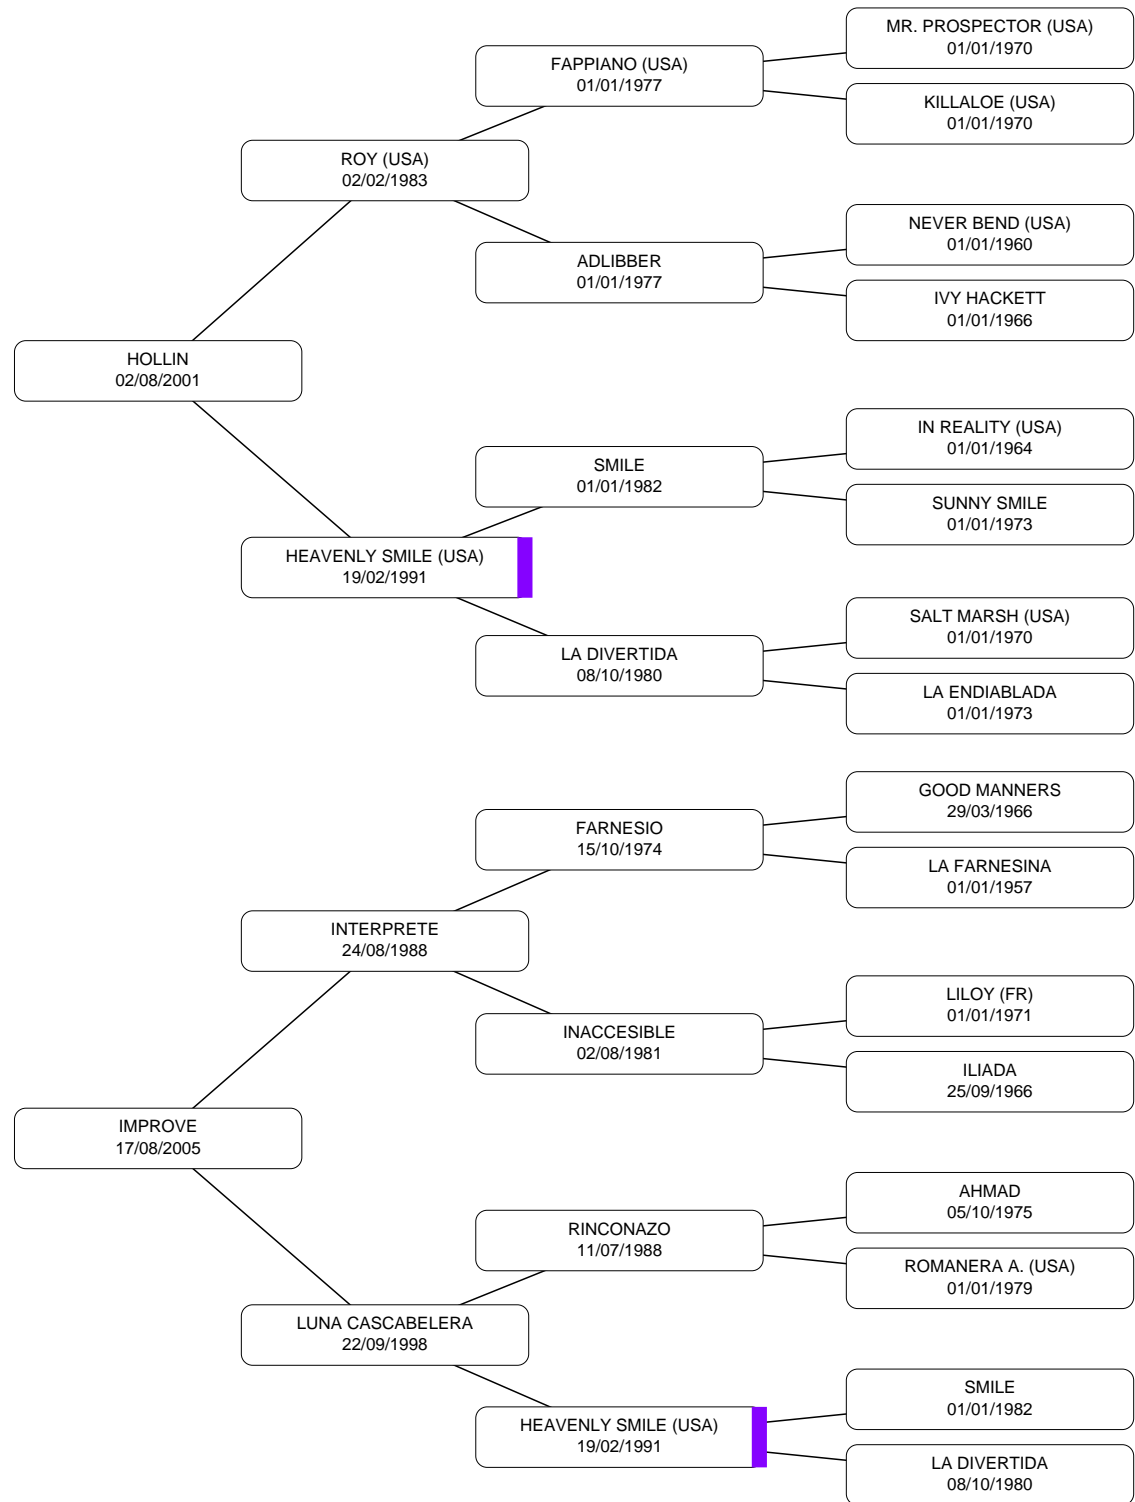 MR. PROSPECTOR (USA)
01/01/1970
FAPPIANO (USA)
01/01/1977
KILLALOE (USA)
01/01/1970
ROY (USA)
02/02/1983
NEVER BEND (USA)
01/01/1960
ADLIBBER
01/01/1977
IVY HACKETT
01/01/1966
HOLLIN
02/08/2001
IN REALITY (USA)
01/01/1964
SMILE
01/01/1982
SUNNY SMILE
01/01/1973
HEAVENLY SMILE (USA)
19/02/1991
SALT MARSH (USA)
01/01/1970
LA DIVERTIDA
08/10/1980
LA ENDIABLADA
01/01/1973
GOOD MANNERS
29/03/1966
FARNESIO
15/10/1974
LA FARNESINA
01/01/1957
INTERPRETE
24/08/1988
LILOY (FR)
01/01/1971
INACCESIBLE
02/08/1981
ILIADA
25/09/1966
IMPROVE
17/08/2005
AHMAD
05/10/1975
RINCONAZO
11/07/1988
ROMANERA A. (USA)
01/01/1979
LUNA CASCABELERA
22/09/1998
SMILE
01/01/1982
HEAVENLY SMILE (USA)
19/02/1991
LA DIVERTIDA
08/10/1980